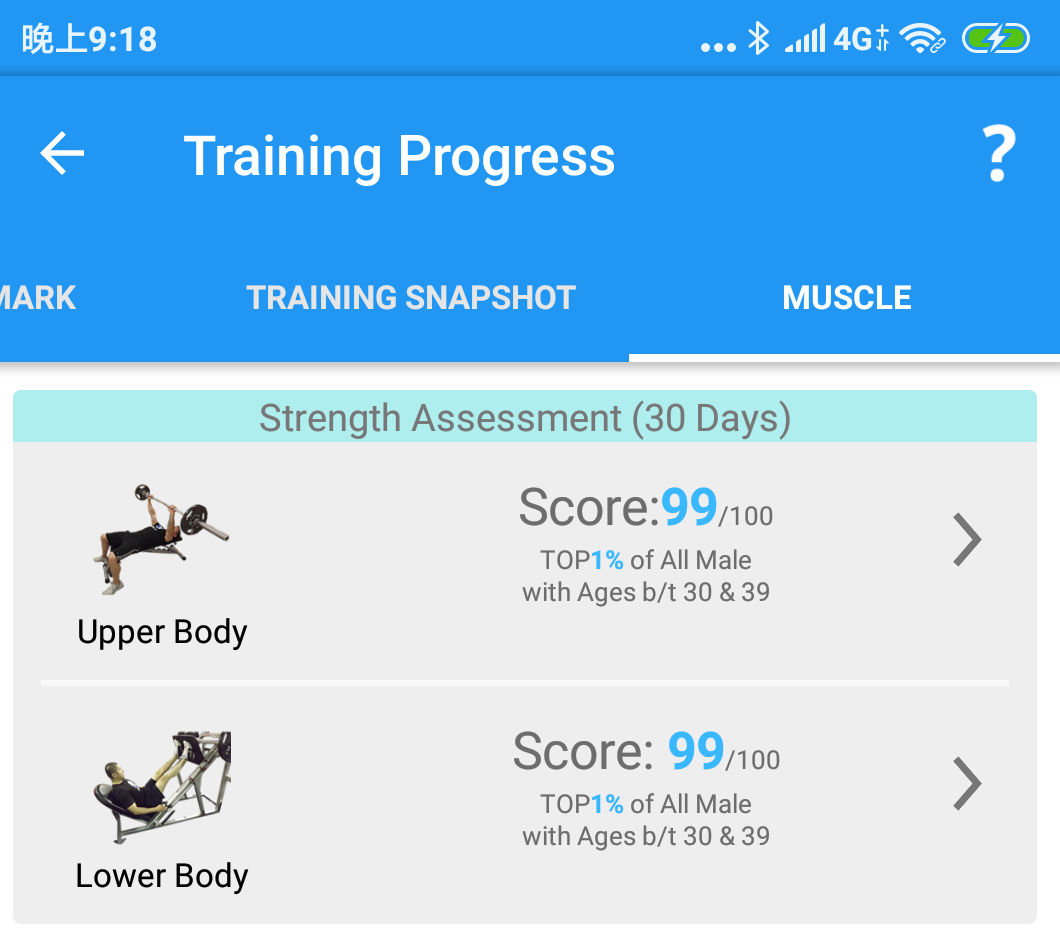 晚上9:18
4G
Training Progress
?
MARK
TRAINING SNAPSHOT
MUSCLE
Strength Assessment (30 Days)
Score:99/100
TOP1% of All Male
with Ages b/t 30 & 39
Upper Body
Score: 99/100
TOP1% of All Male
with Ages b/t 30 & 39
Lower Body